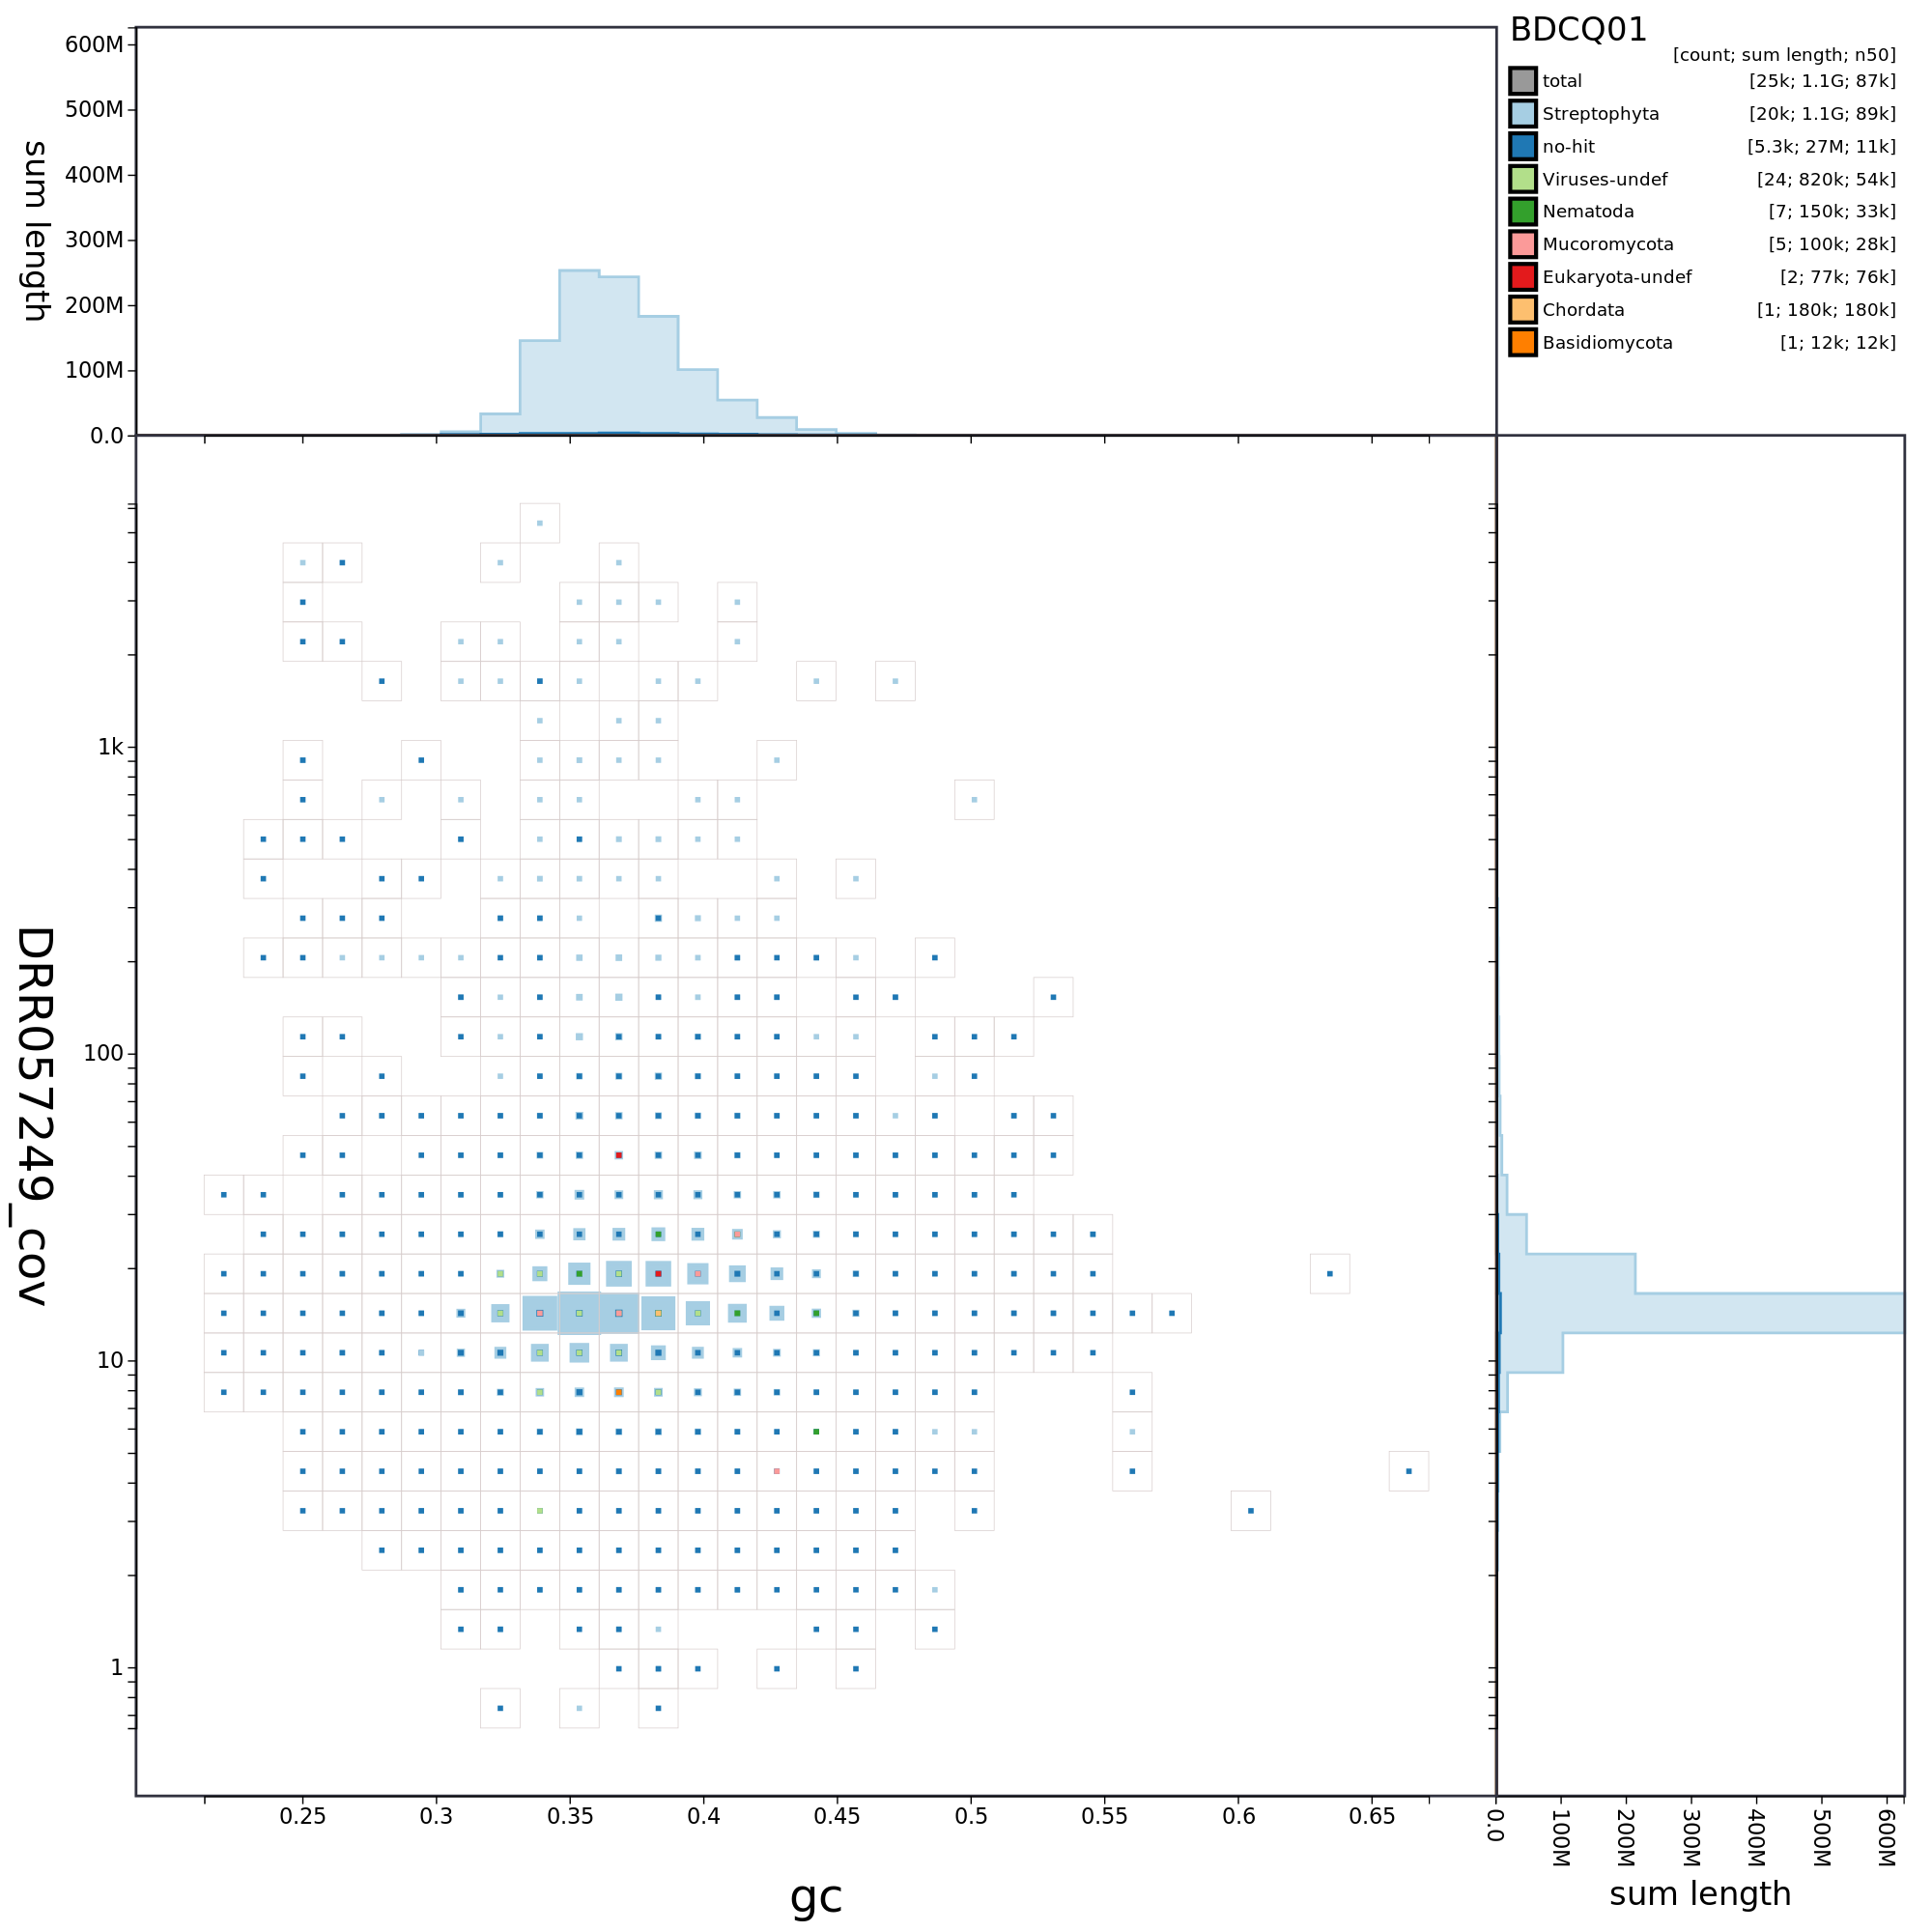 BDCQ01
[count; sum length; n50]
total [25k; 1.1G; 87k]
Streptophyta [20k; 1.1G; 89k]
no-hit [5.3k; 27M; 11k]
Viruses-undef [24; 820k; 54k]
Nematoda [7; 150k; 33k]
Mucoromycota [5; 100k; 28k]
Eukaryota-undef [2; 77k; 76k]
Chordata [1; 180k; 180k]
Basidiomycota [1; 12k; 12k]
sum length
600M
500M
400M
300M
200M
100M
0.0
DRR057249_cov
1k
100
10
1
0.25 0.3 0.35 0.4 0.45 0.5 0.55 0.6 0.65
gc
0.0 100M 200M 300M 400M 500M 600M
sum length